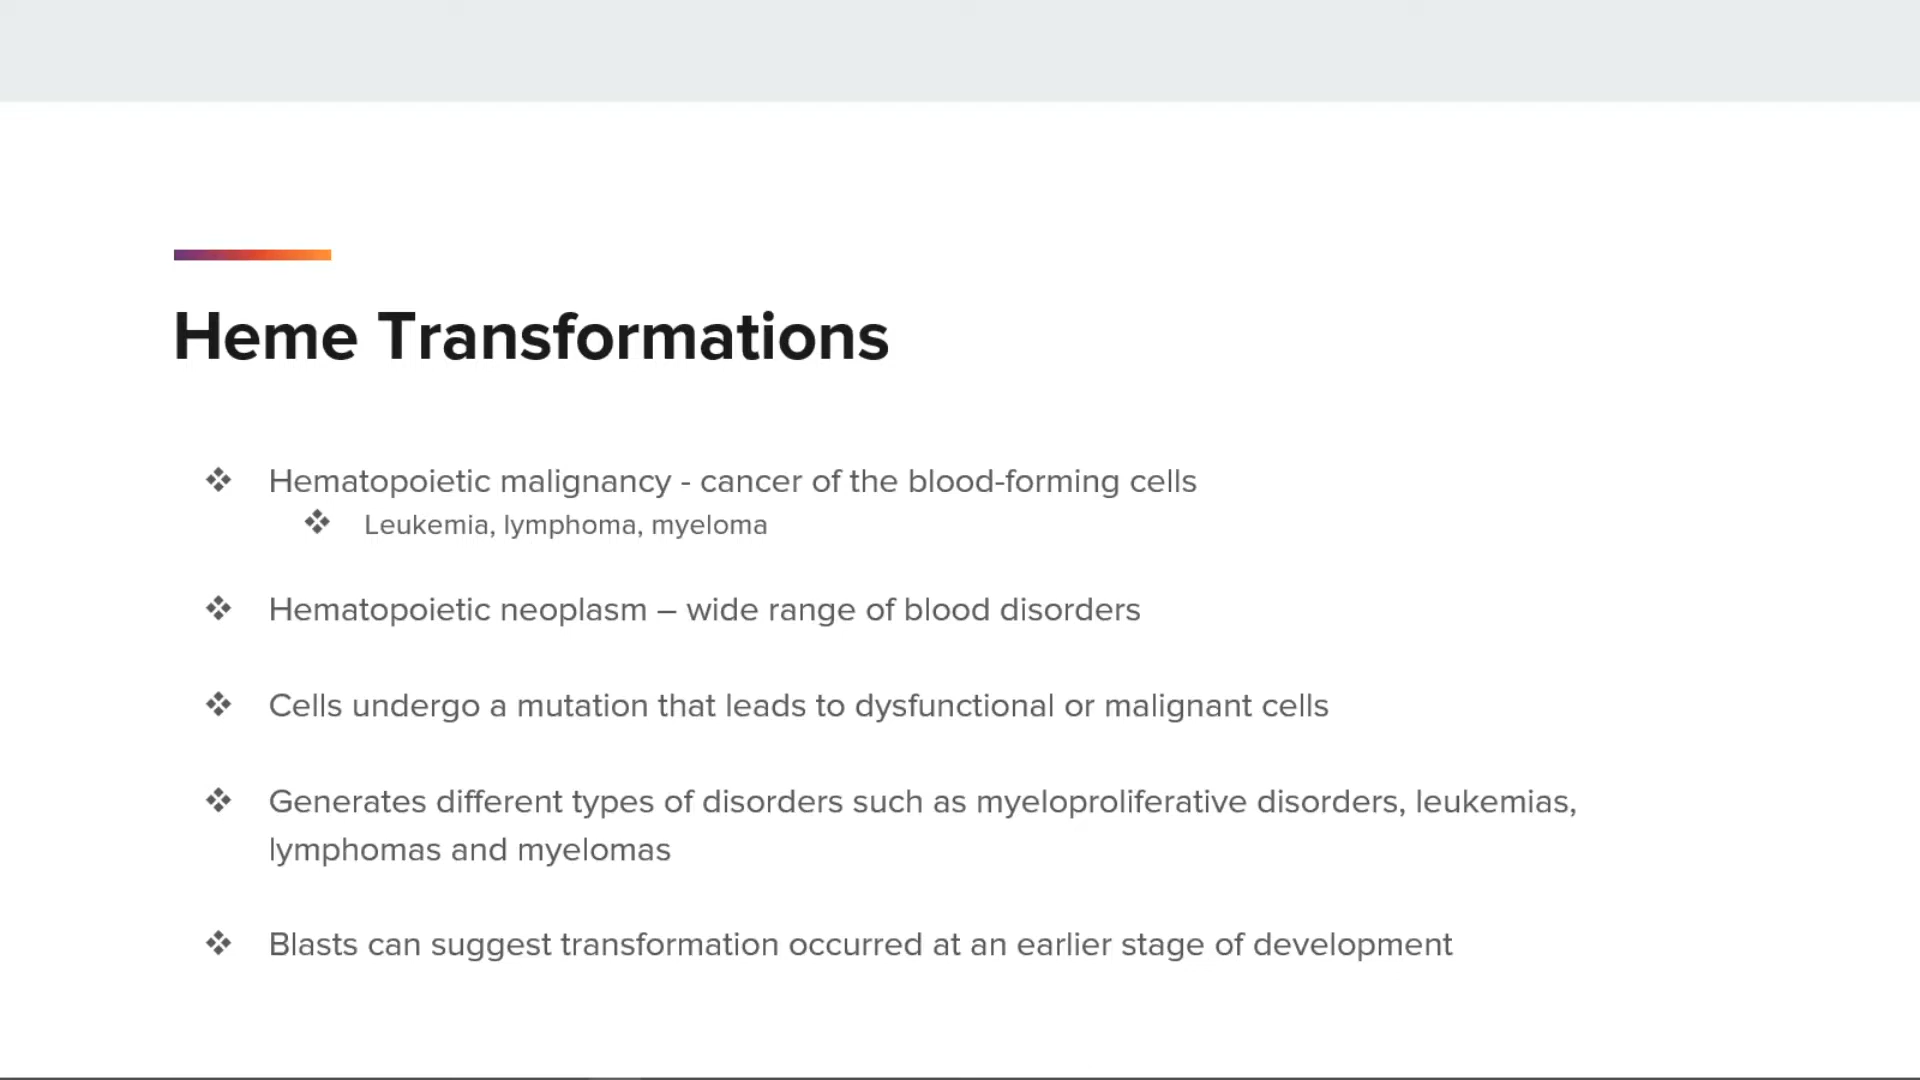 Heme Transformations
❖ Hematopoietic malignancy - cancer of the blood-forming cells
❖ Leukemia, lymphoma, myeloma
❖ Hematopoietic neoplasm – wide range of blood disorders
❖ Cells undergo a mutation that leads to dysfunctional or malignant cells
❖ Generates different types of disorders such as myeloproliferative disorders, leukemias,
lymphomas and myelomas
❖ Blasts can suggest transformation occurred at an earlier stage of development